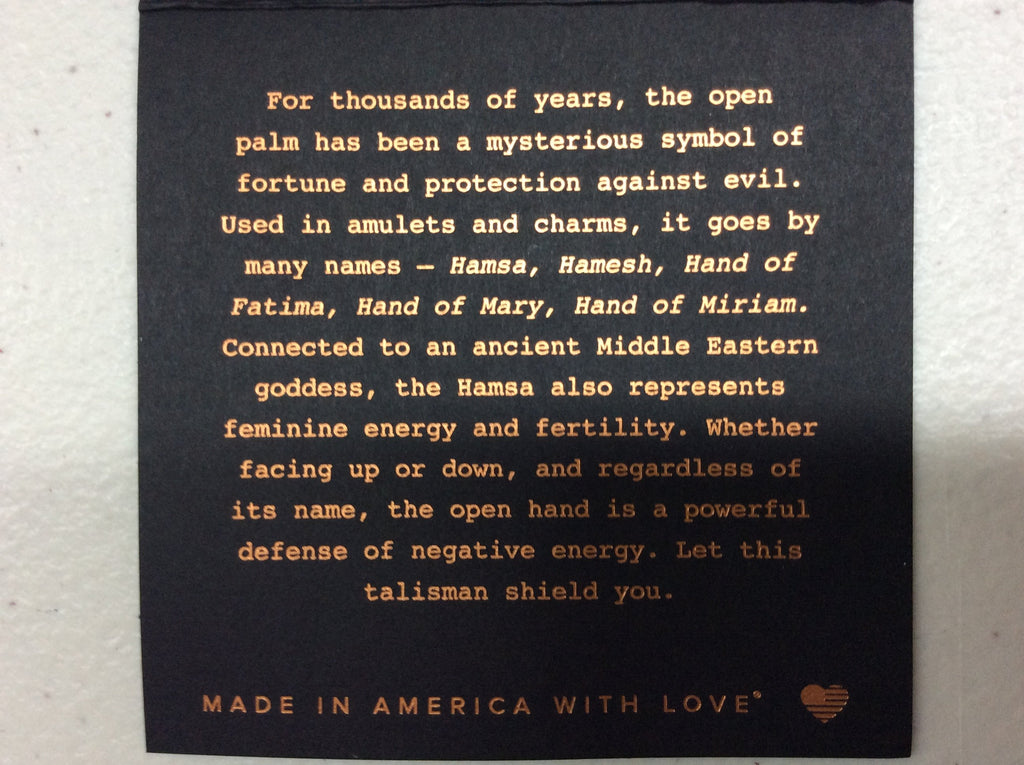 For thousands of years, the open
palm has been a mysterious symbol of
fortune and protection against evil.
Used in amulets and charms, it goes by
many names — Hamsa, Hamesh, Hand of
Fatima, Hand of Mary, Hand of Miriam.
Connected to an ancient Middle Eastern
goddess, the Hamsa also represents
feminine energy and fertility. Whether
facing up or down, and regardless of
its name, the open hand is a powerful
defense of negative energy. Let this
talisman shield you.
MADE IN AMERICA WITH LOVE®